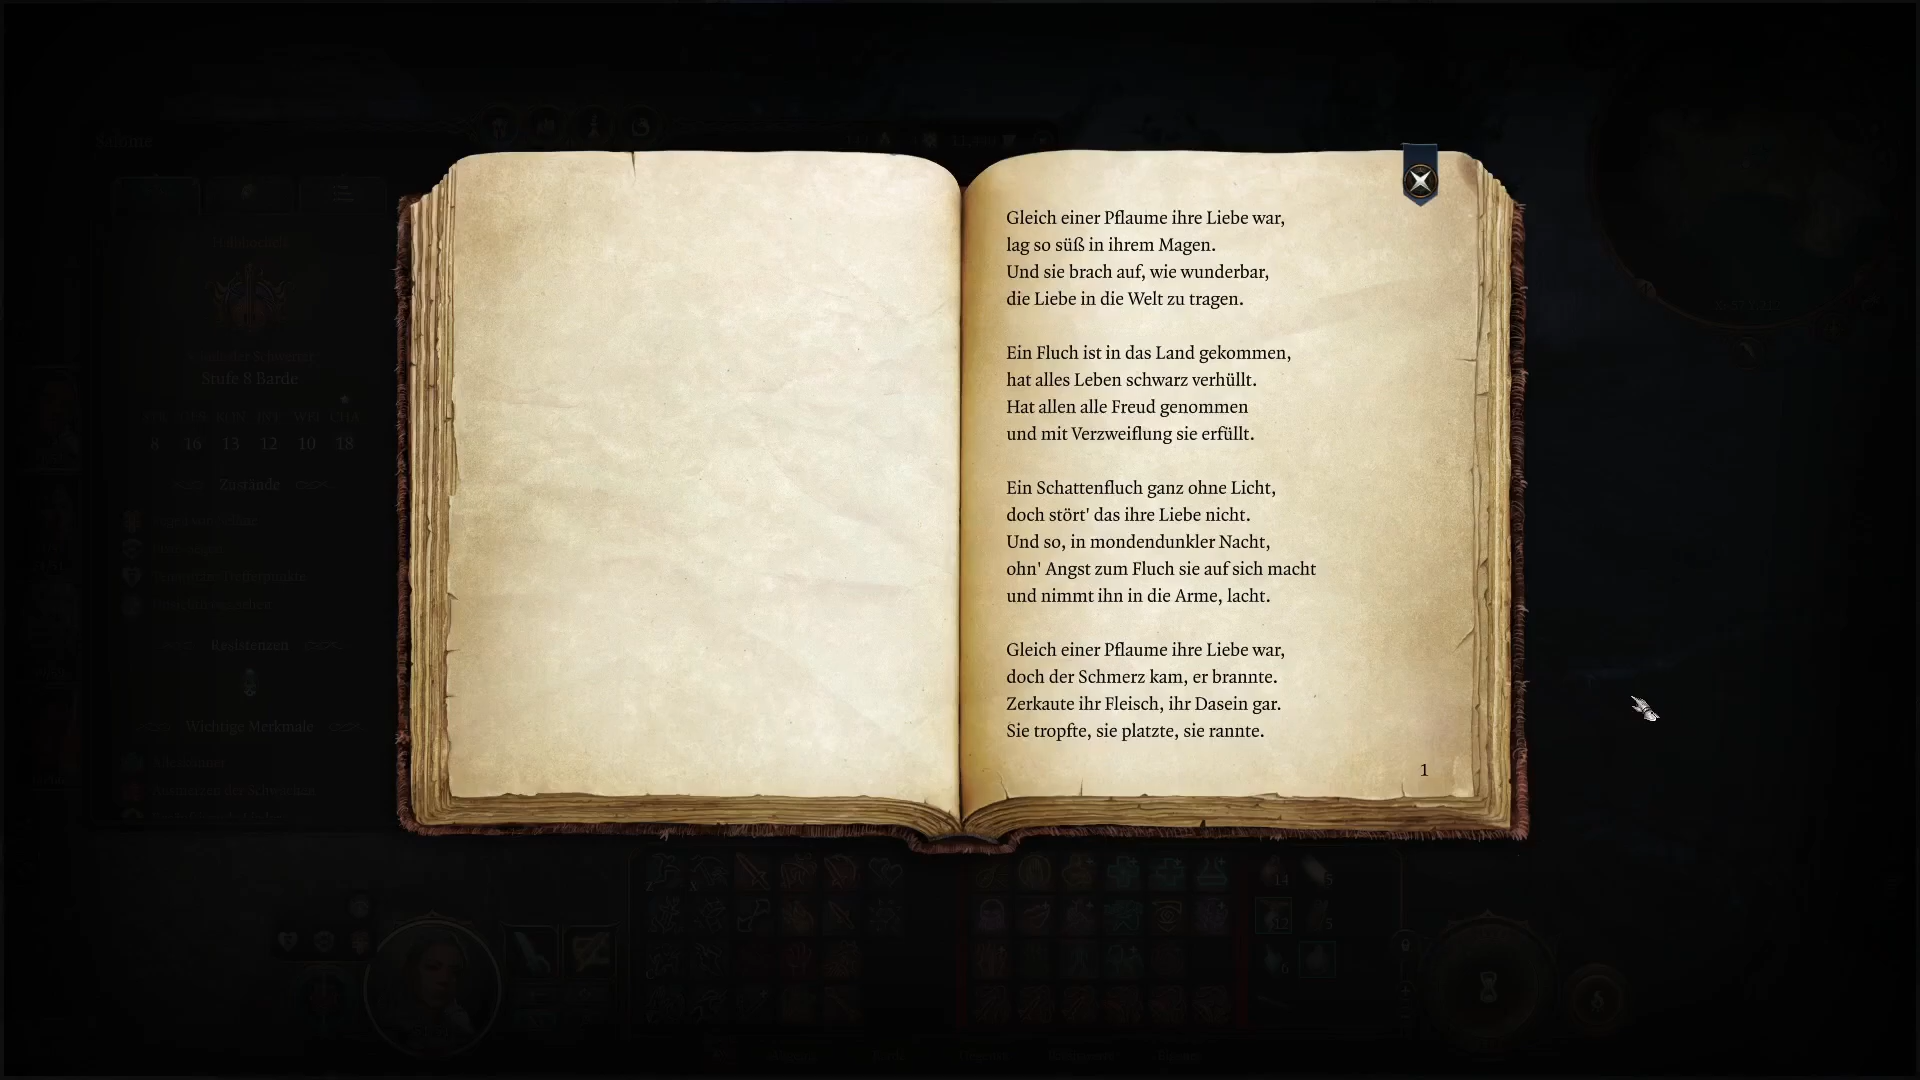 Stufe 8 Barde
8 16 13 12 10 18
Zustände
Resistenzen
Wichtige Merkmale
Gleich einer Pflaume ihre Liebe war,
lag so süß in ihrem Magen.
Und sie brach auf, wie wunderbar,
die Liebe in die Welt zu tragen.
Ein Fluch ist in das Land gekommen,
hat alles Leben schwarz verhüllt.
Hat allen alle Freud genommen
und mit Verzweiflung sie erfüllt.
Ein Schattenfluch ganz ohne Licht,
doch stört' das ihre Liebe nicht.
Und so, in mondendunkler Nacht,
ohn' Angst zum Fluch sie auf sich macht
und nimmt ihn in die Arme, lacht.
Gleich einer Pflaume ihre Liebe war,
doch der Schmerz kam, er brannte.
Zerkaute ihr Fleisch, ihr Dasein gar.
Sie tropfte, sie platzte, sie rannte.
1